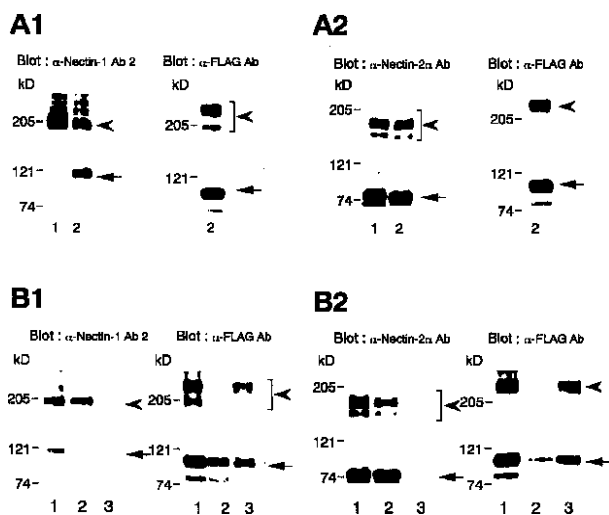 A1
A2
Blot : α-Nectin-1 Ab 2
Blot : α-FLAG Ab
Blot : α-Nectin-2α Ab
Blot : α-FLAG Ab
kD
kD
kD
kD
205-
205-
205-
205-
121-
121-
121-
121-
74-
74-
74-
74-
1 2
2
1 2
2
B1
B2
Blot : α-Nectin-1 Ab 2
Blot : α-FLAG Ab
Blot : α-Nectin-2α Ab
Blot : α-FLAG Ab
kD
kD
kD
kD
205-
205-
205-
205-
121-
121-
121-
121-
74-
74-
74-
74-
1 2 3
1 2 3
1 2 3
1 2 3